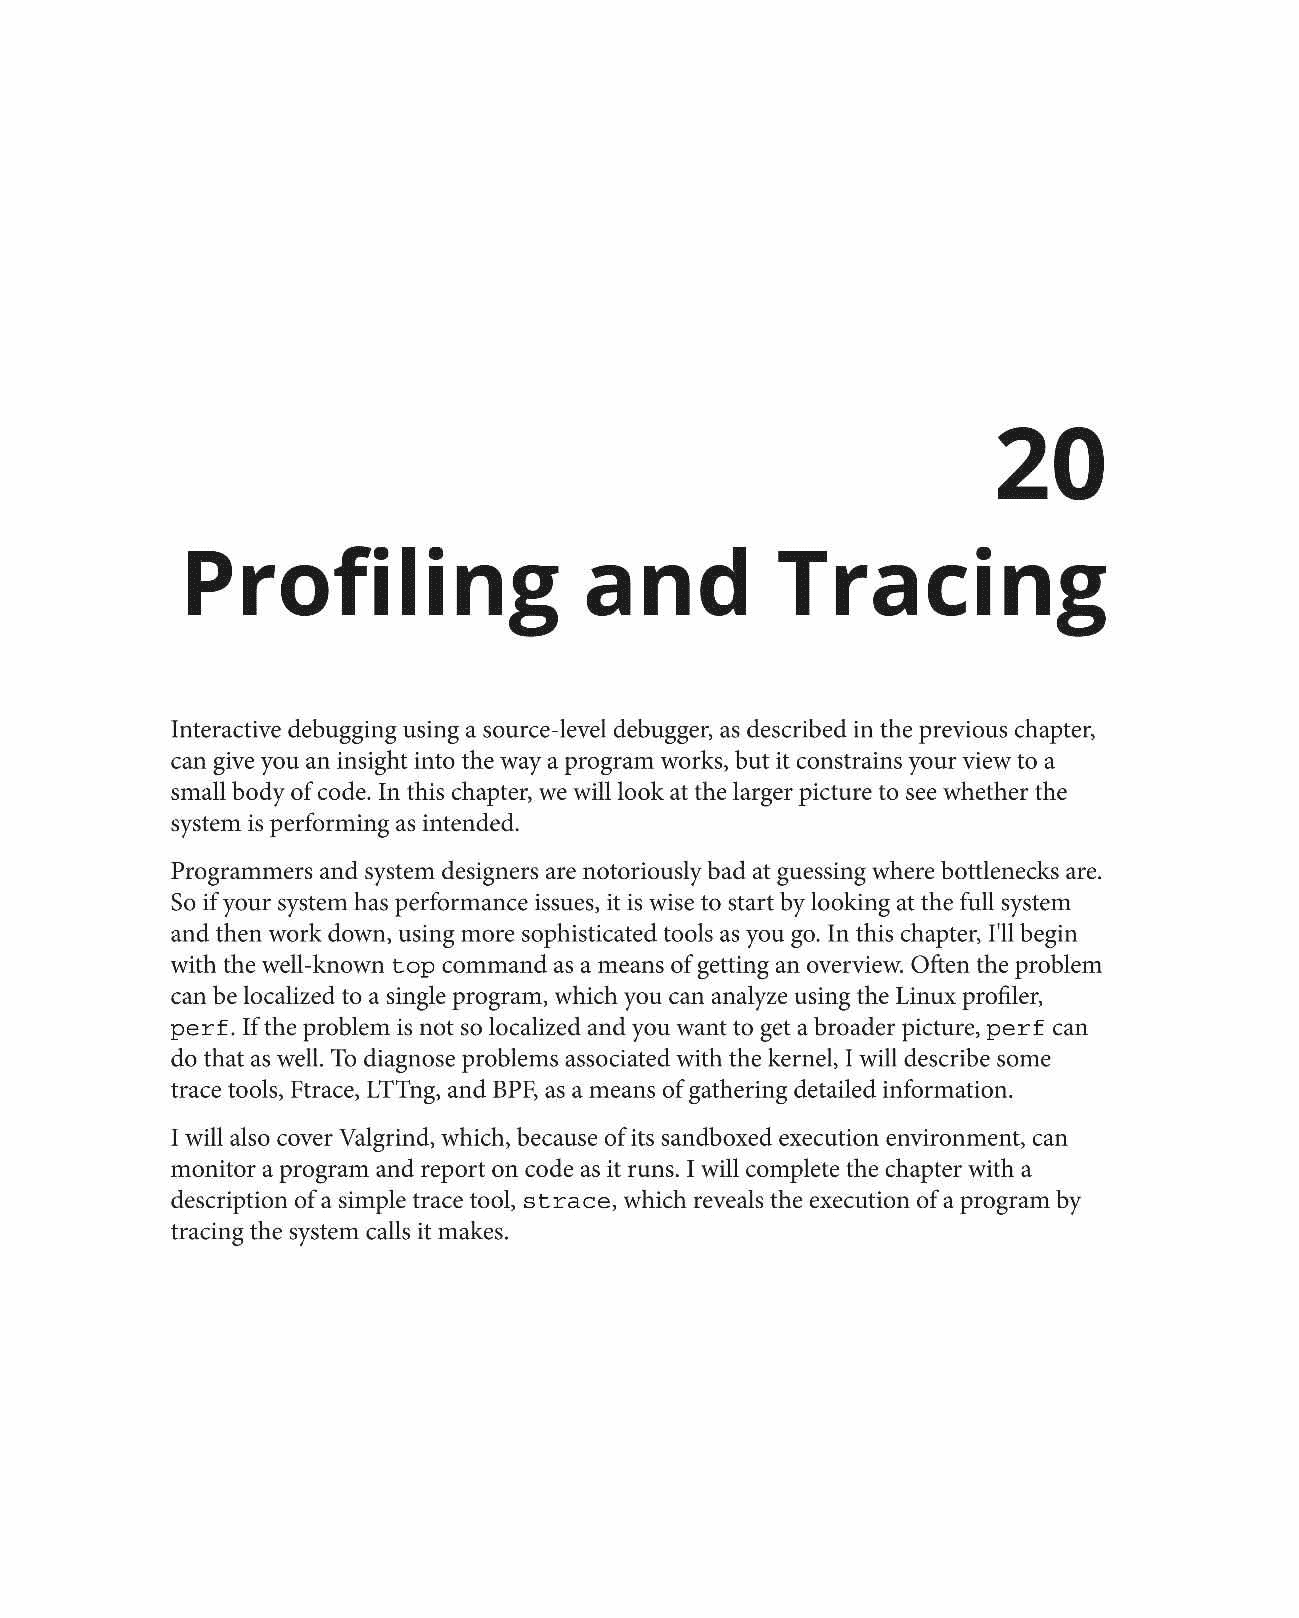 20
Profiling and Tracing
Interactive debugging using a source-level debugger, as described in the previous chapter,
can give you an insight into the way a program works, but it constrains your view to a
small body of code. In this chapter, we will look at the larger picture to see whether the
system is performing as intended.
Programmers and system designers are notoriously bad at guessing where bottlenecks are.
So if your system has performance issues, it is wise to start by looking at the full system
and then work down, using more sophisticated tools as you go. In this chapter, I'll begin
with the well-known top command as a means of getting an overview. Often the problem
can be localized to a single program, which you can analyze using the Linux profiler,
perf. If the problem is not so localized and you want to get a broader picture, perf can
do that as well. To diagnose problems associated with the kernel, I will describe some
trace tools, Ftrace, LTTng, and BPF, as a means of gathering detailed information.
I will also cover Valgrind, which, because of its sandboxed execution environment, can
monitor a program and report on code as it runs. I will complete the chapter with a
description of a simple trace tool, strace, which reveals the execution of a program by
tracing the system calls it makes.